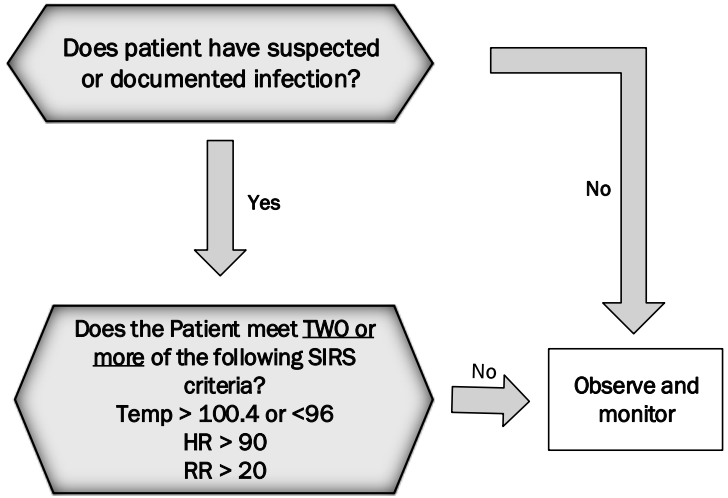 Does patient have suspected
or documented infection?
Yes
No
Does the Patient meet TWO or
more of the following SIRS
criteria?
Temp > 100.4 or <96
HR > 90
RR > 20
No
Observe and
monitor